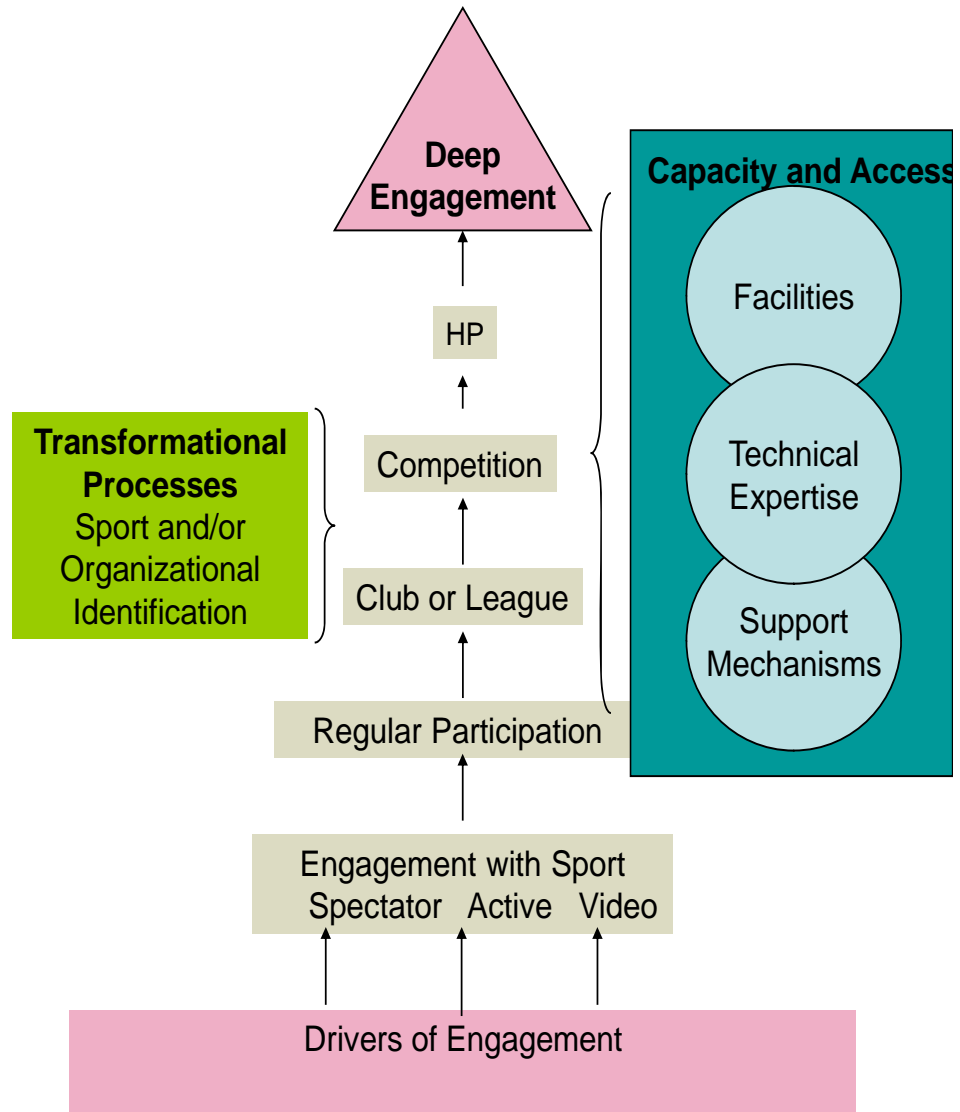 Deep
Engagement
Capacity and Access
Facilities
HP
Transformational
Processes
Sport and/or
Organizational
Identification
Competition
Technical
Expertise
Club or League
Support
Mechanisms
Regular Participation
Engagement with Sport
Spectator Active Video
Drivers of Engagement